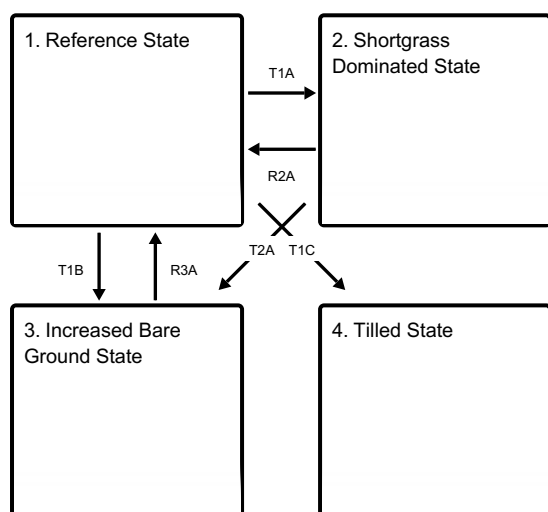 1. Reference State
2. Shortgrass
Dominated State
T1A
R2A
T2A
T1C
T1B
R3A
3. Increased Bare
Ground State
4. Tilled State